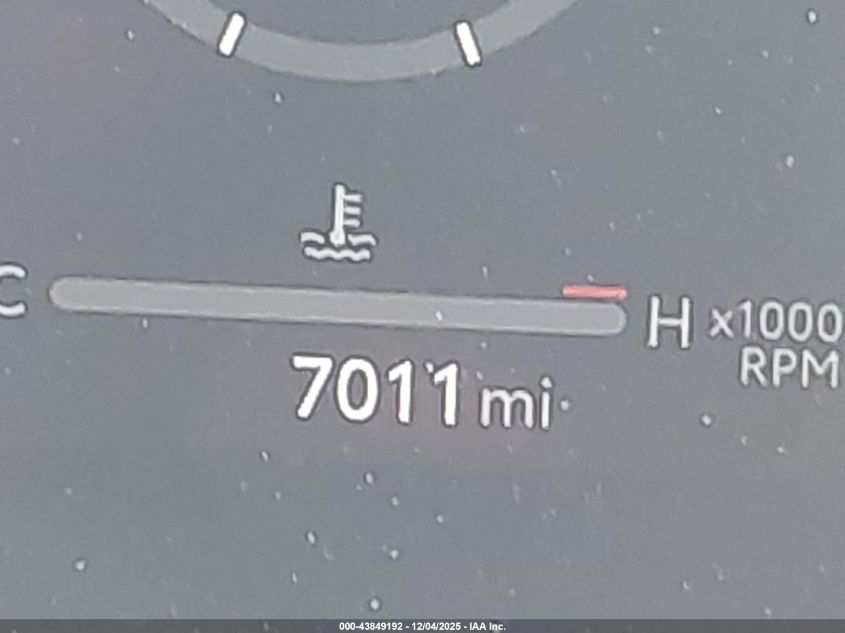 C
H x1000
RPM
7011 mi
000-43849192 - 12/04/2025 - IAA Inc.